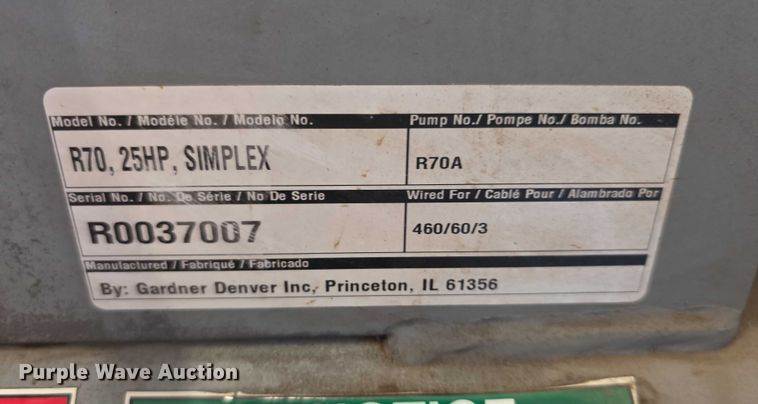 Model No. / Modéle No. / Modelo No.
Pump No./ Pompe No./ Bomba No.
R70, 25HP, SIMPLEX
R70A
Serial No. / No. De Série / No De Serie
Wired For / Cablé Pour / Alambrado Por
R0037007
460/60/3
Manufactured / Fabriqué / Fabricado
By: Gardner Denver Inc, Princeton, IL 61356
Purple Wave Auction